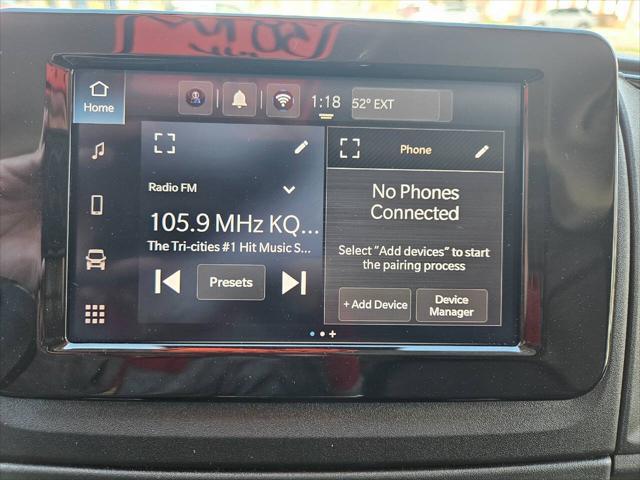 Home
1:18
52° EXT
Radio FM
105.9 MHz KQ...
The Tri-cities #1 Hit Music S...
Presets
Phone
No Phones
Connected
Select "Add devices" to start
the pairing process
+ Add Device
Device
Manager